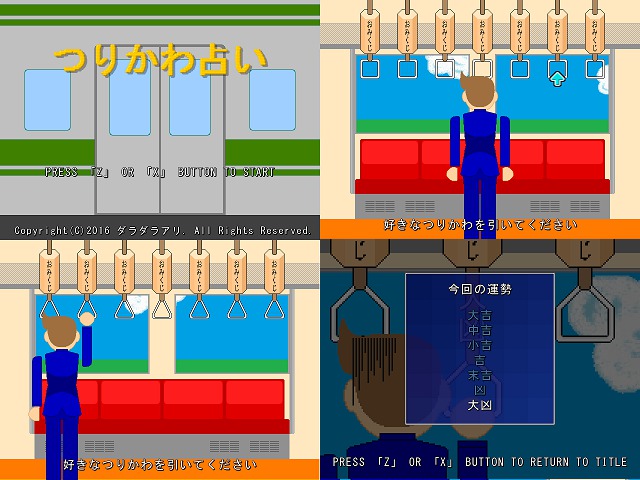 つりかわ占い
PRESS 「Z」 OR 「X」 BUTTON TO START
Copyright(C)2016 ダラダラアリ. All Rights Reserved.
おみくじ おみくじ おみくじ おみくじ おみくじ おみくじ おみくじ
好きなつりかわを引いてください
おみくじ おみくじ おみくじ おみくじ おみくじ おみくじ おみくじ
好きなつりかわを引いてください
じ じ じ
今回の運勢
大吉
中吉
小吉
吉
末吉
凶
大凶
PRESS 「Z」 OR 「X」 BUTTON TO RETURN TO TITLE